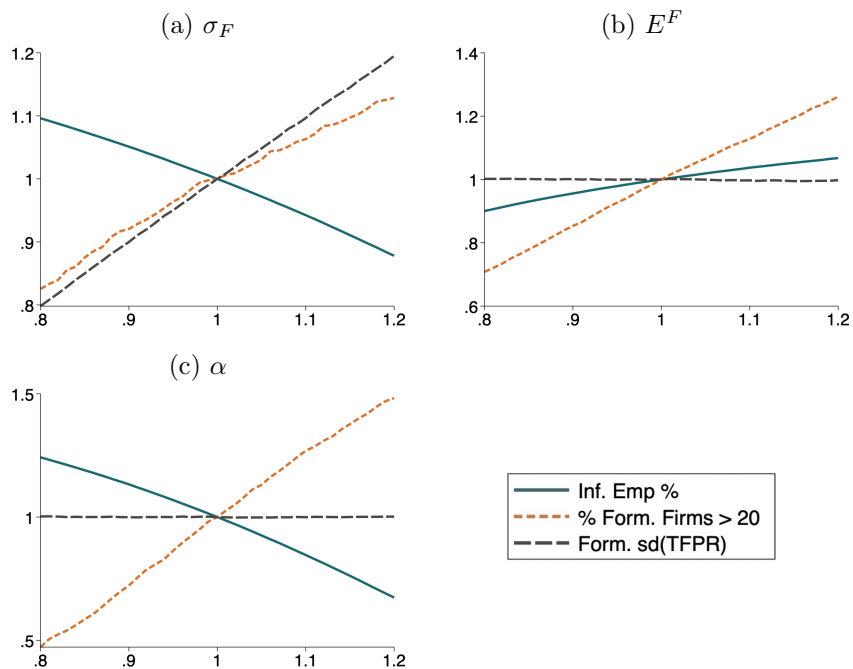 (a) σ_F
1.2
1.1
1
.9
.8
.8 .9 1 1.1 1.2
(b) E^F
1.4
1.2
1
.8
.6
.8 .9 1 1.1 1.2
(c) α
1.5
1
.5
.8 .9 1 1.1 1.2
Inf. Emp %
% Form. Firms > 20
Form. sd(TFPR)